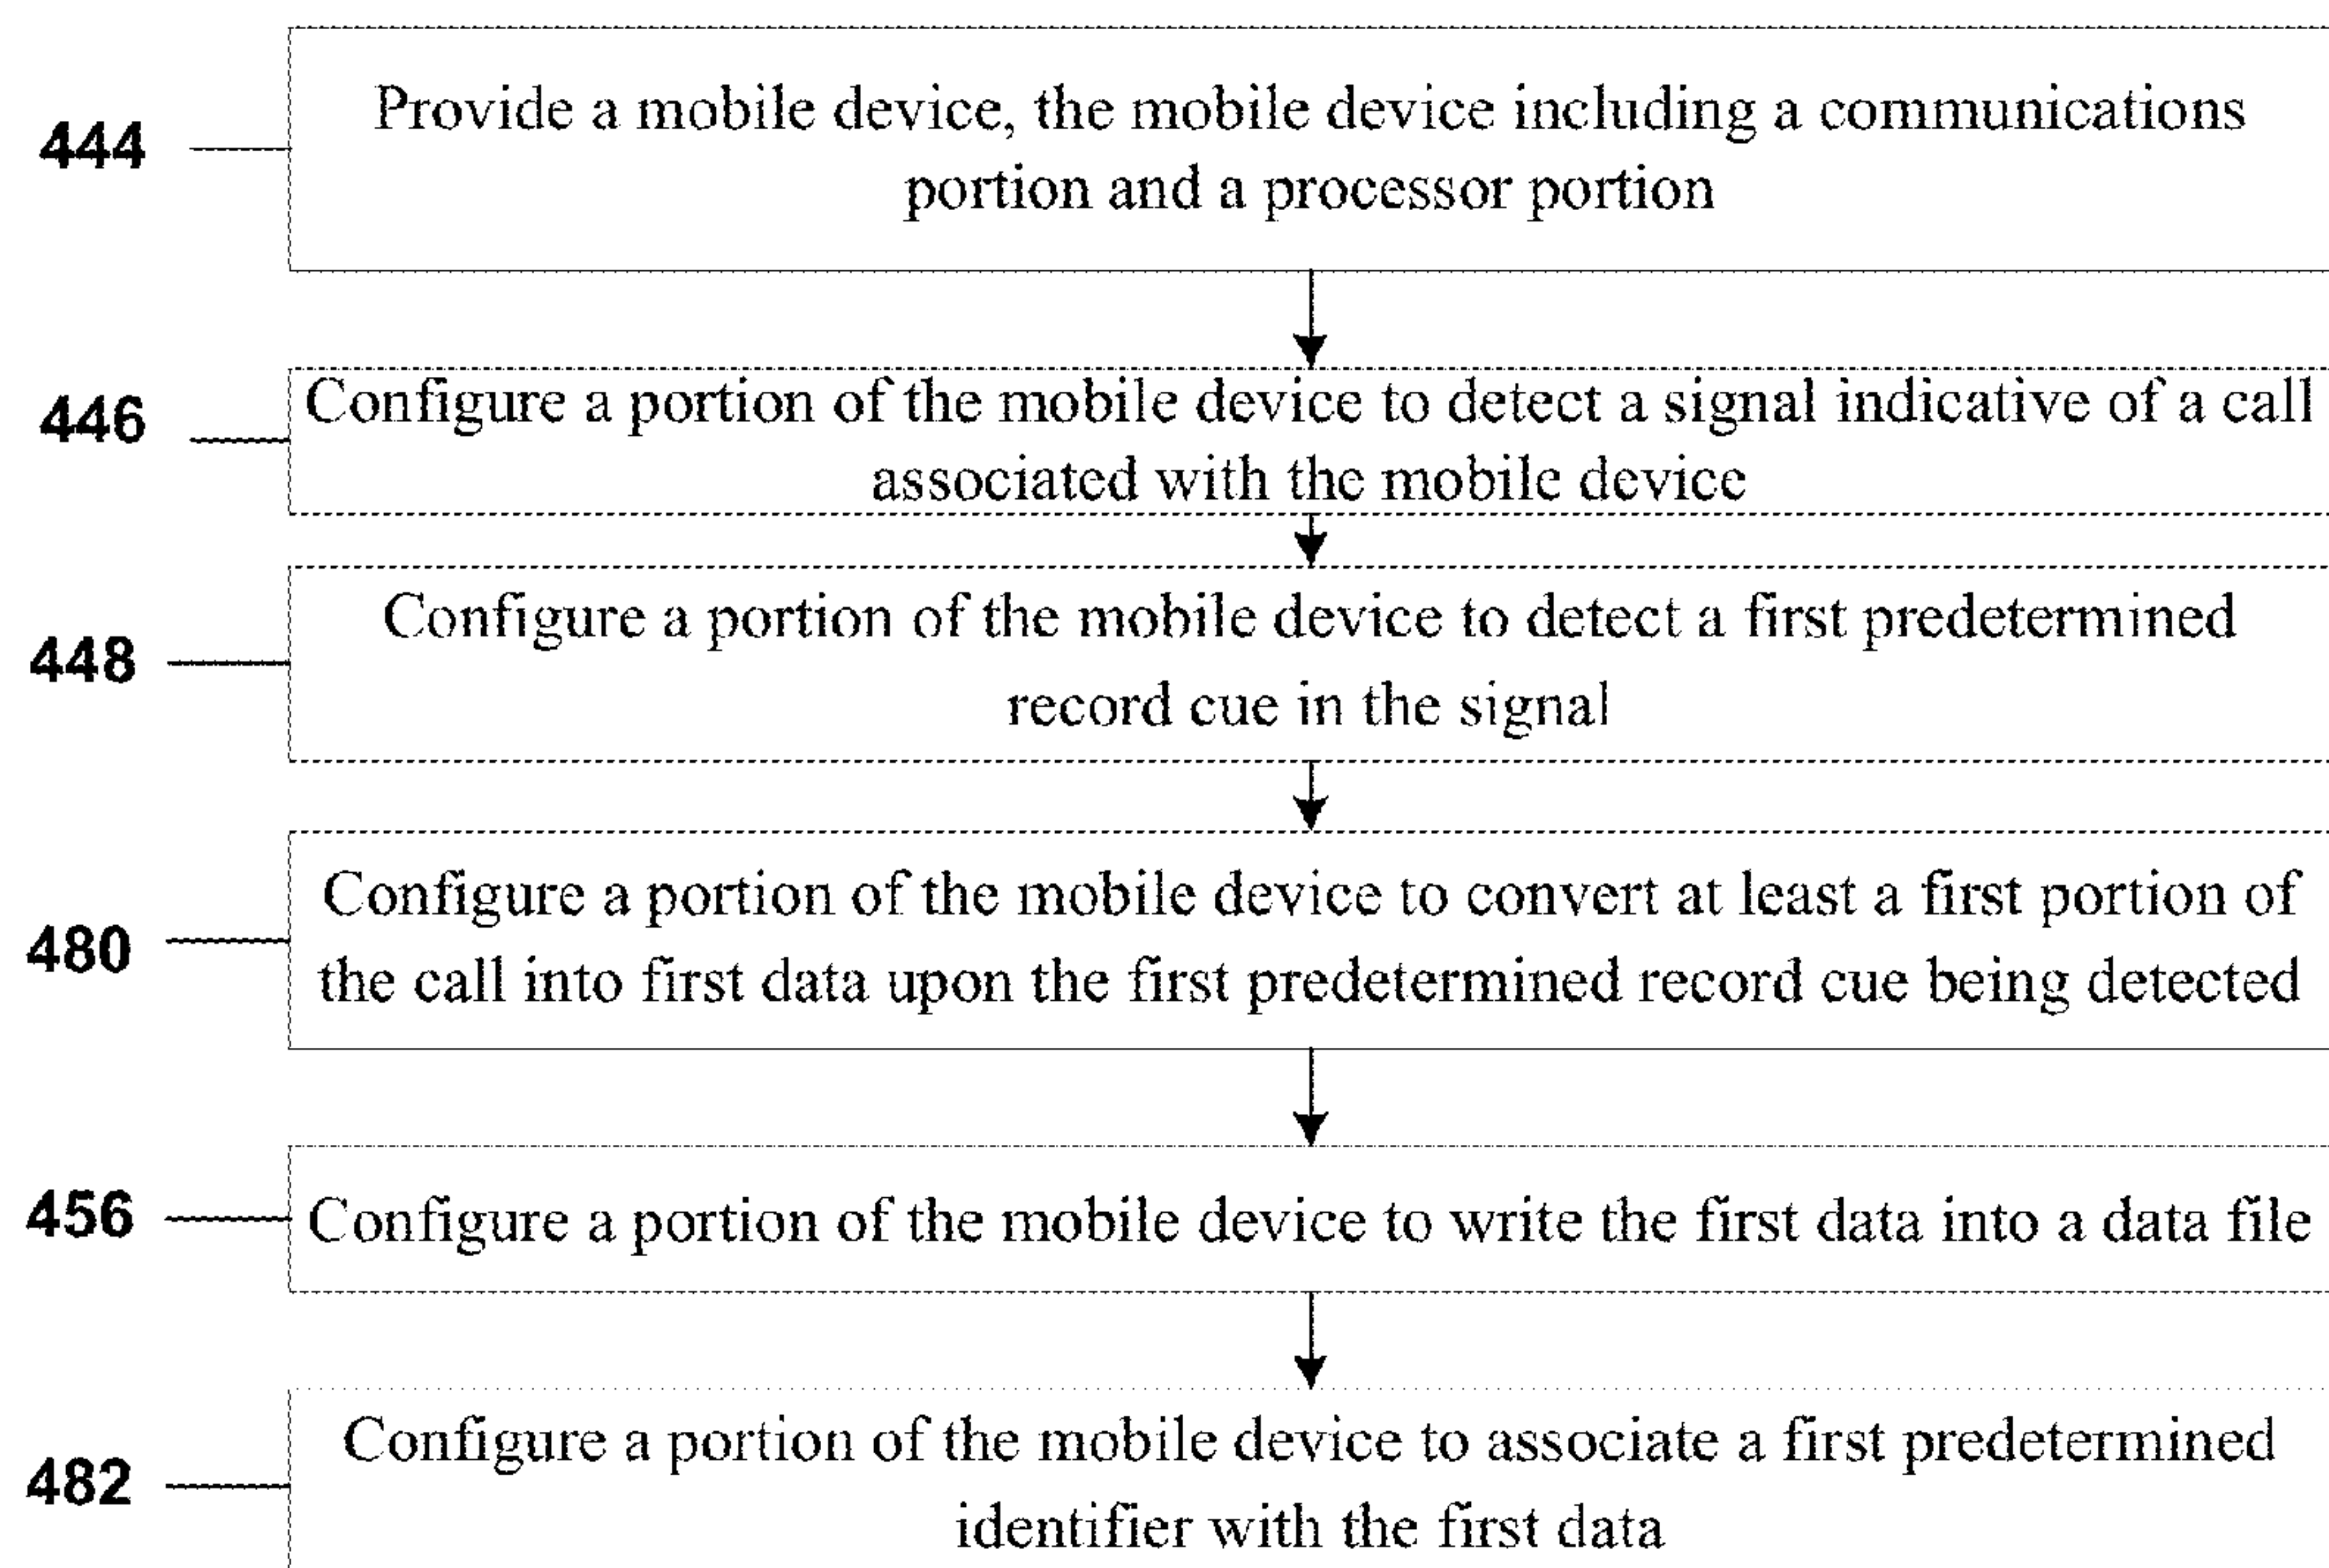 444
Provide a mobile device, the mobile device including a communications
portion and a processor portion
446
Configure a portion of the mobile device to detect a signal indicative of a call
associated with the mobile device
448
Configure a portion of the mobile device to detect a first predetermined
record cue in the signal
480
Configure a portion of the mobile device to convert at least a first portion of
the call into first data upon the first predetermined record cue being detected
456
Configure a portion of the mobile device to write the first data into a data file
482
Configure a portion of the mobile device to associate a first predetermined
identifier with the first data